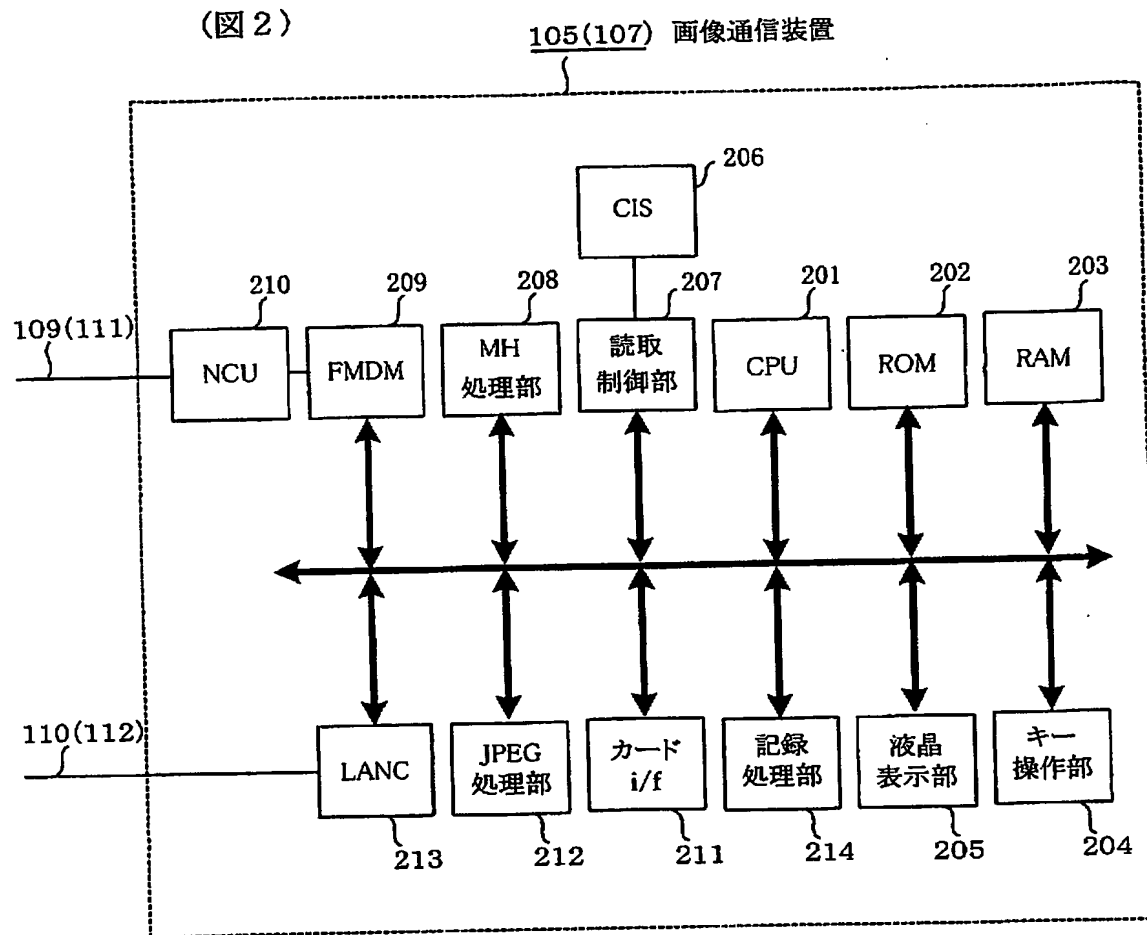 (図２)
105(107) 画像通信装置
206
CIS
210
209
208
207
201
202
203
109(111)
NCU
FMDM
MH
処理部
読取
制御部
CPU
ROM
RAM
110(112)
LANC
JPEG
処理部
カード
i/f
記録
処理部
液晶
表示部
キー
操作部
213
212
211
214
205
204